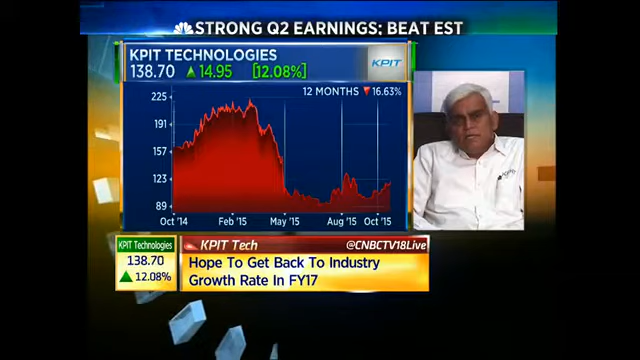 STRONG Q2 EARNINGS; BEAT EST
KPIT TECHNOLOGIES
138.70 ▲ 14.95 [12.08%]
KPIT
12 MONTHS ▼16.63%
225
191
157
123
89
Oct '14 Feb '15 May '15 Aug '15 Oct '15
KPIT Technologies
138.70
▲ 12.08%
KPIT Tech @CNBCTV18Live
Hope To Get Back To Industry
Growth Rate In FY17